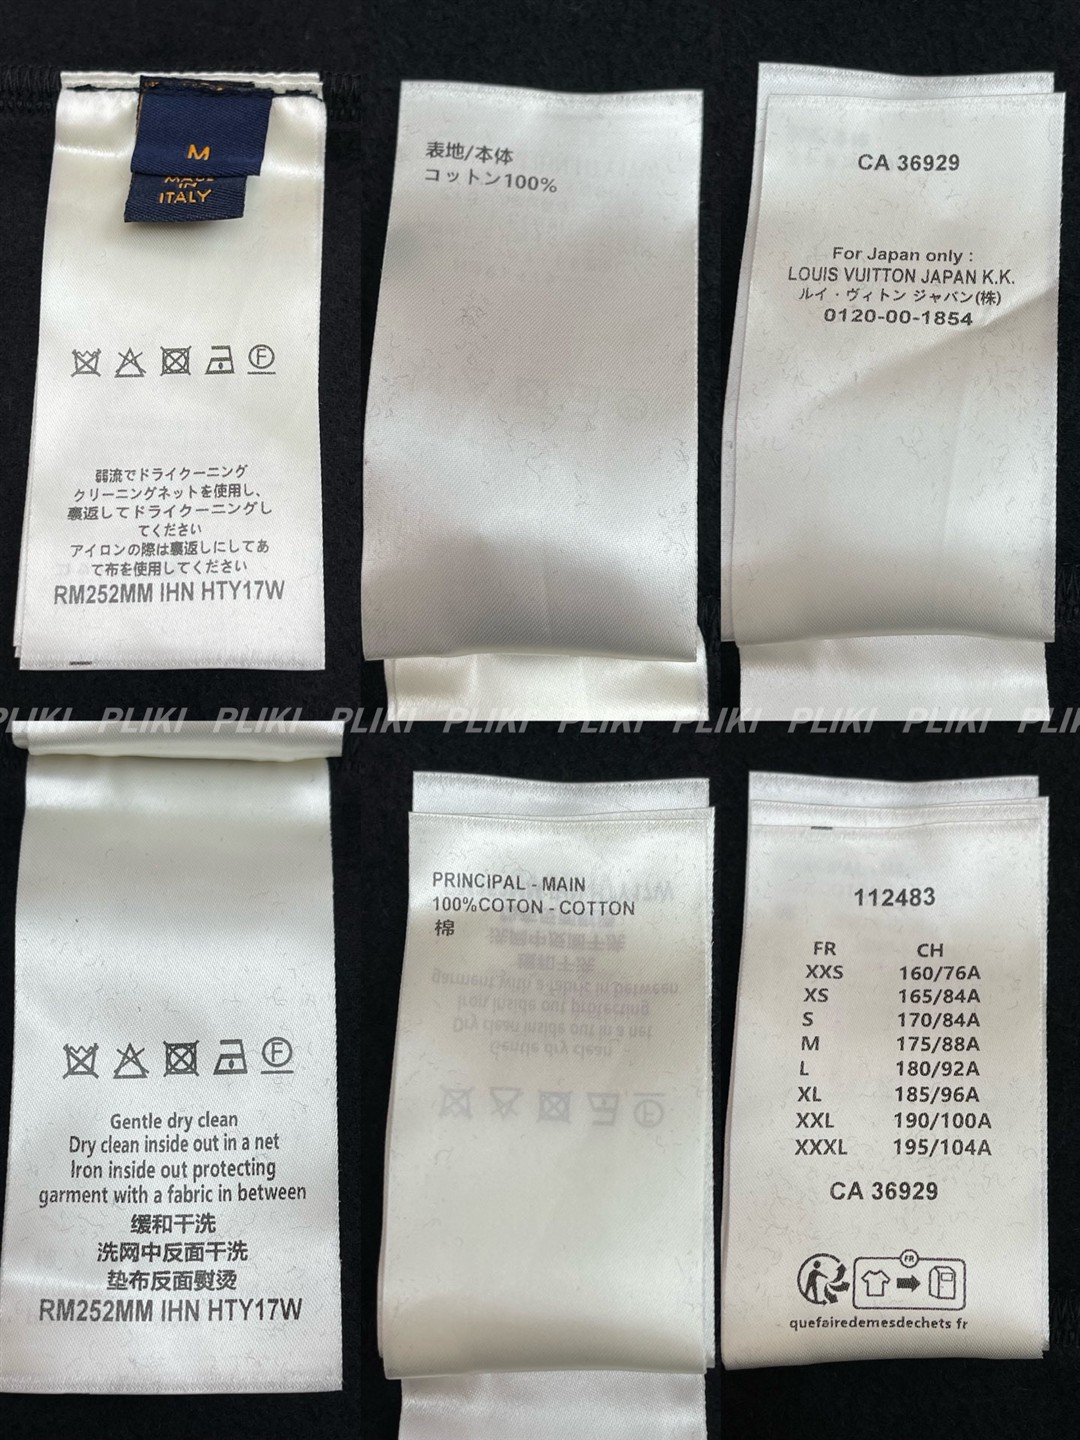 M
MADE
IN
ITALY
弱流でドライクーニング
クリーニングネットを使用し、
裏返してドライクーニングし
てください
アイロンの際は裏返しにしてあ
て布を使用してください
RM252MM IHN HTY17W
表地/本体
コットン100%
CA 36929
For Japan only :
LOUIS VUITTON JAPAN K.K.
ルイ・ヴィトン ジャパン(株)
0120-00-1854
PLIKI PLIKI PLIKI PLIKI PLIKI PLIKI PLIKI PLIKI PLIKI
F
Gentle dry clean
Dry clean inside out in a net
Iron inside out protecting
garment with a fabric in between
缓和干洗
洗网中反面干洗
垫布反面熨烫
RM252MM IHN HTY17W
PRINCIPAL - MAIN
100%COTON - COTTON
棉
112483
FR CH
XXS 160/76A
XS 165/84A
S 170/84A
M 175/88A
L 180/92A
XL 185/96A
XXL 190/100A
XXXL 195/104A
CA 36929
FR
quefairedemesdechets fr